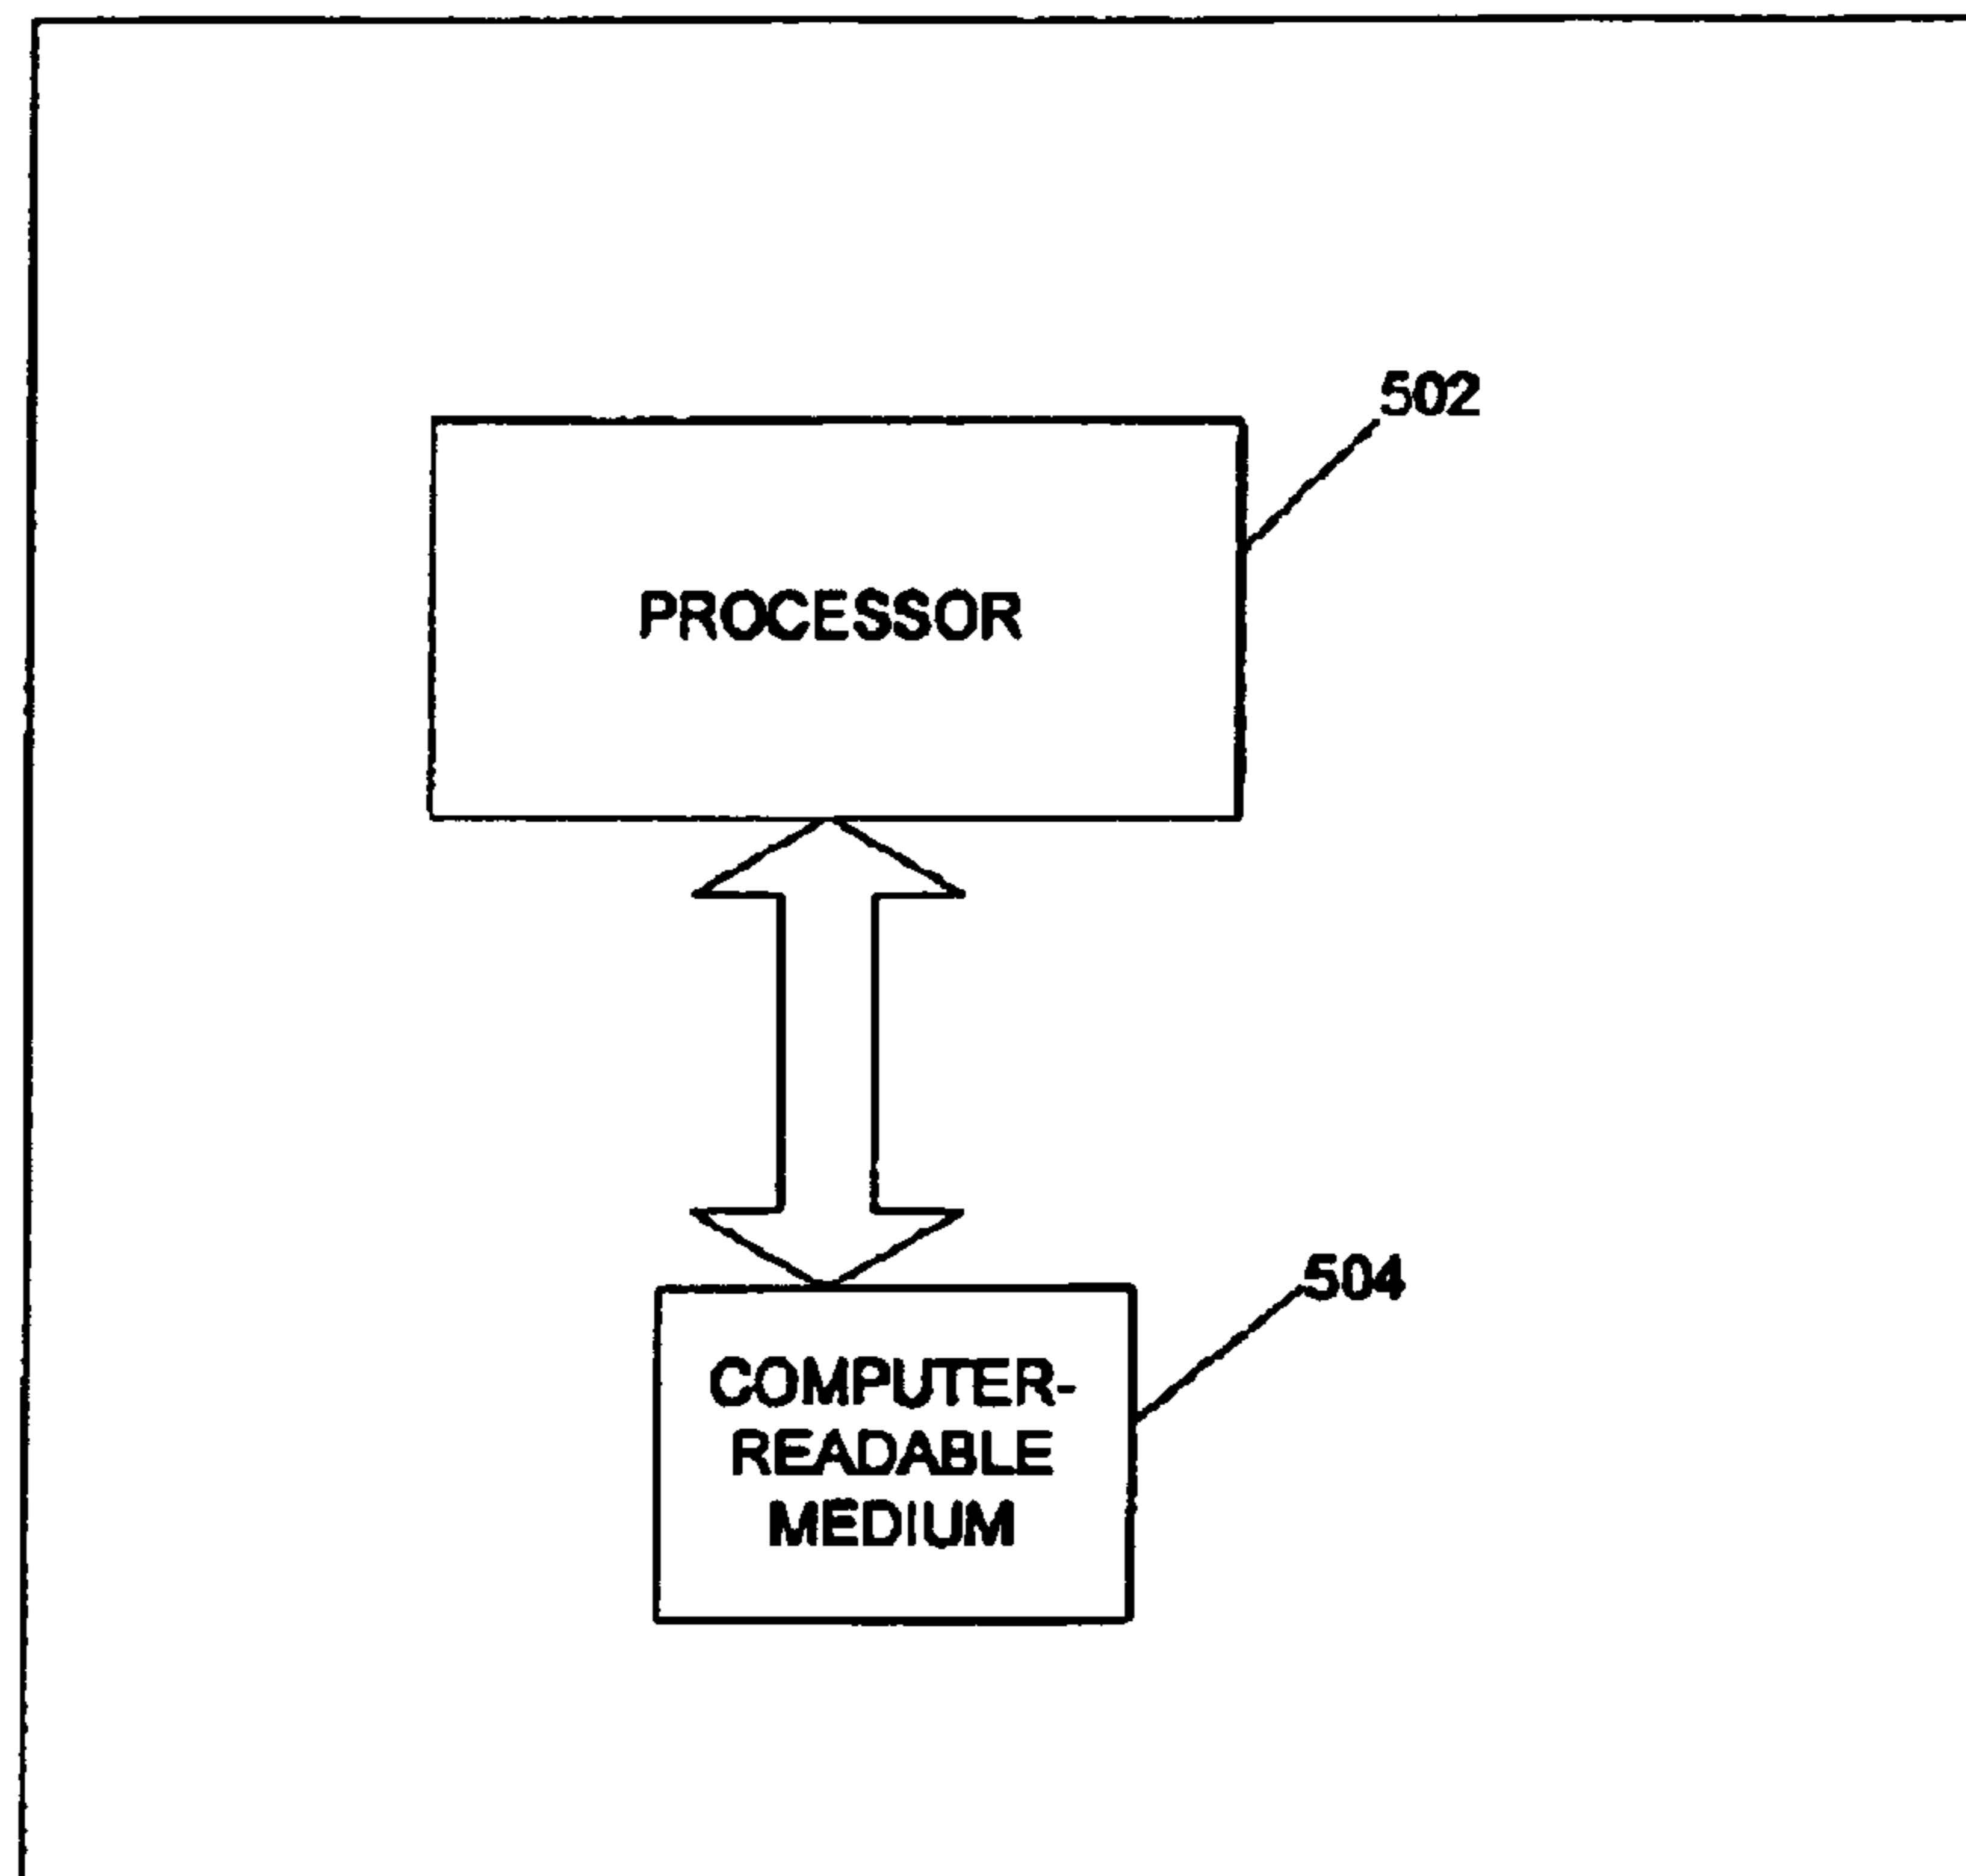 502
PROCESSOR
504
COMPUTER-
READABLE
MEDIUM